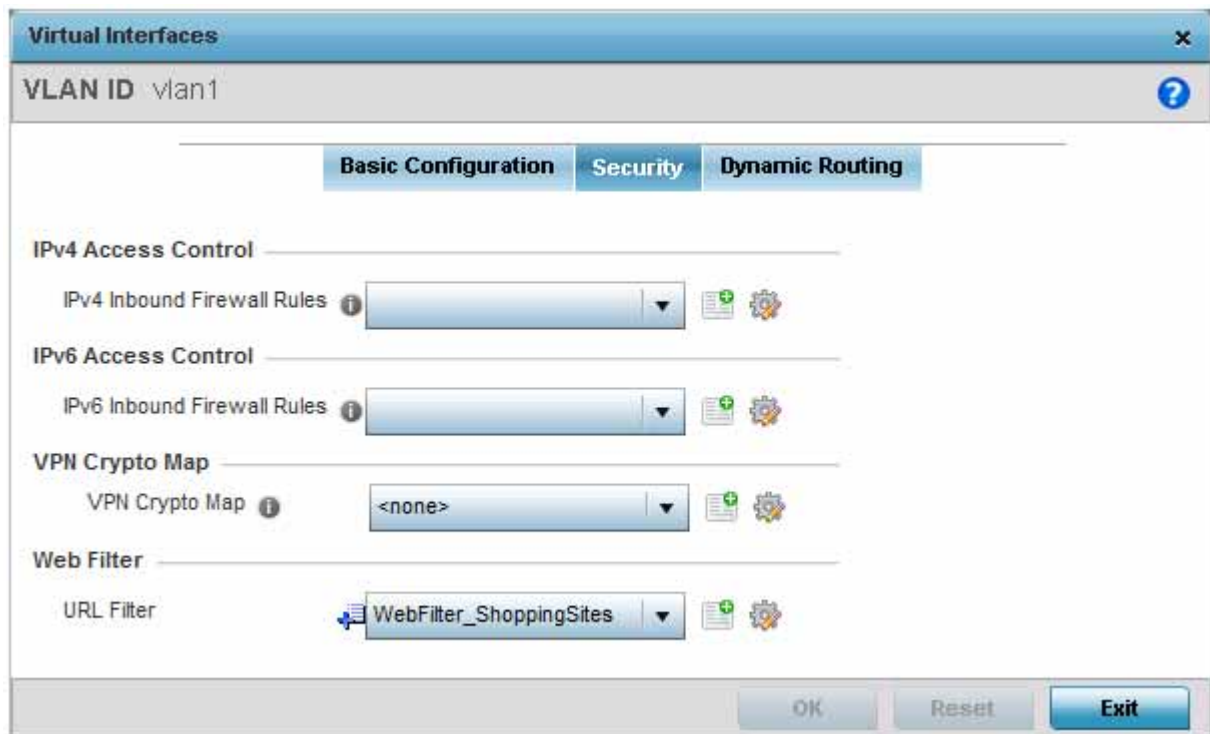 Virtual Interfaces
VLAN ID vlan1
Basic Configuration Security Dynamic Routing
IPv4 Access Control
IPv4 Inbound Firewall Rules
IPv6 Access Control
IPv6 Inbound Firewall Rules
VPN Crypto Map
VPN Crypto Map <none>
Web Filter
URL Filter WebFilter_ShoppingSites
OK Reset Exit